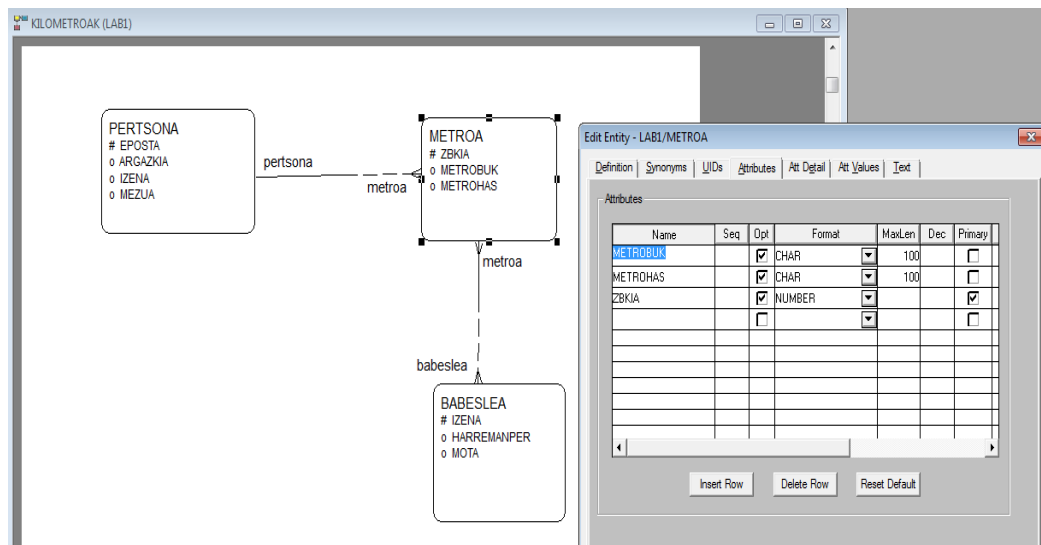 KILOMETROAK (LAB1)
PERTSONA
# EPOSTA
o ARGAZKIA
o IZENA
o MEZUA
pertsona
metroa
METROA
# ZBKIA
o METROBUK
o METROHAS
metroa
babeslea
BABESLEA
# IZENA
o HARREMANPER
o MOTA
Edit Entity - LAB1/METROA
Definition Synonyms UIDs Attributes Att Detail Att Values Text
Attributes
Name Seq Opt Format MaxLen Dec Primary
METROBUK CHAR 100
METROHAS CHAR 100
ZBKIA NUMBER
Insert Row Delete Row Reset Default